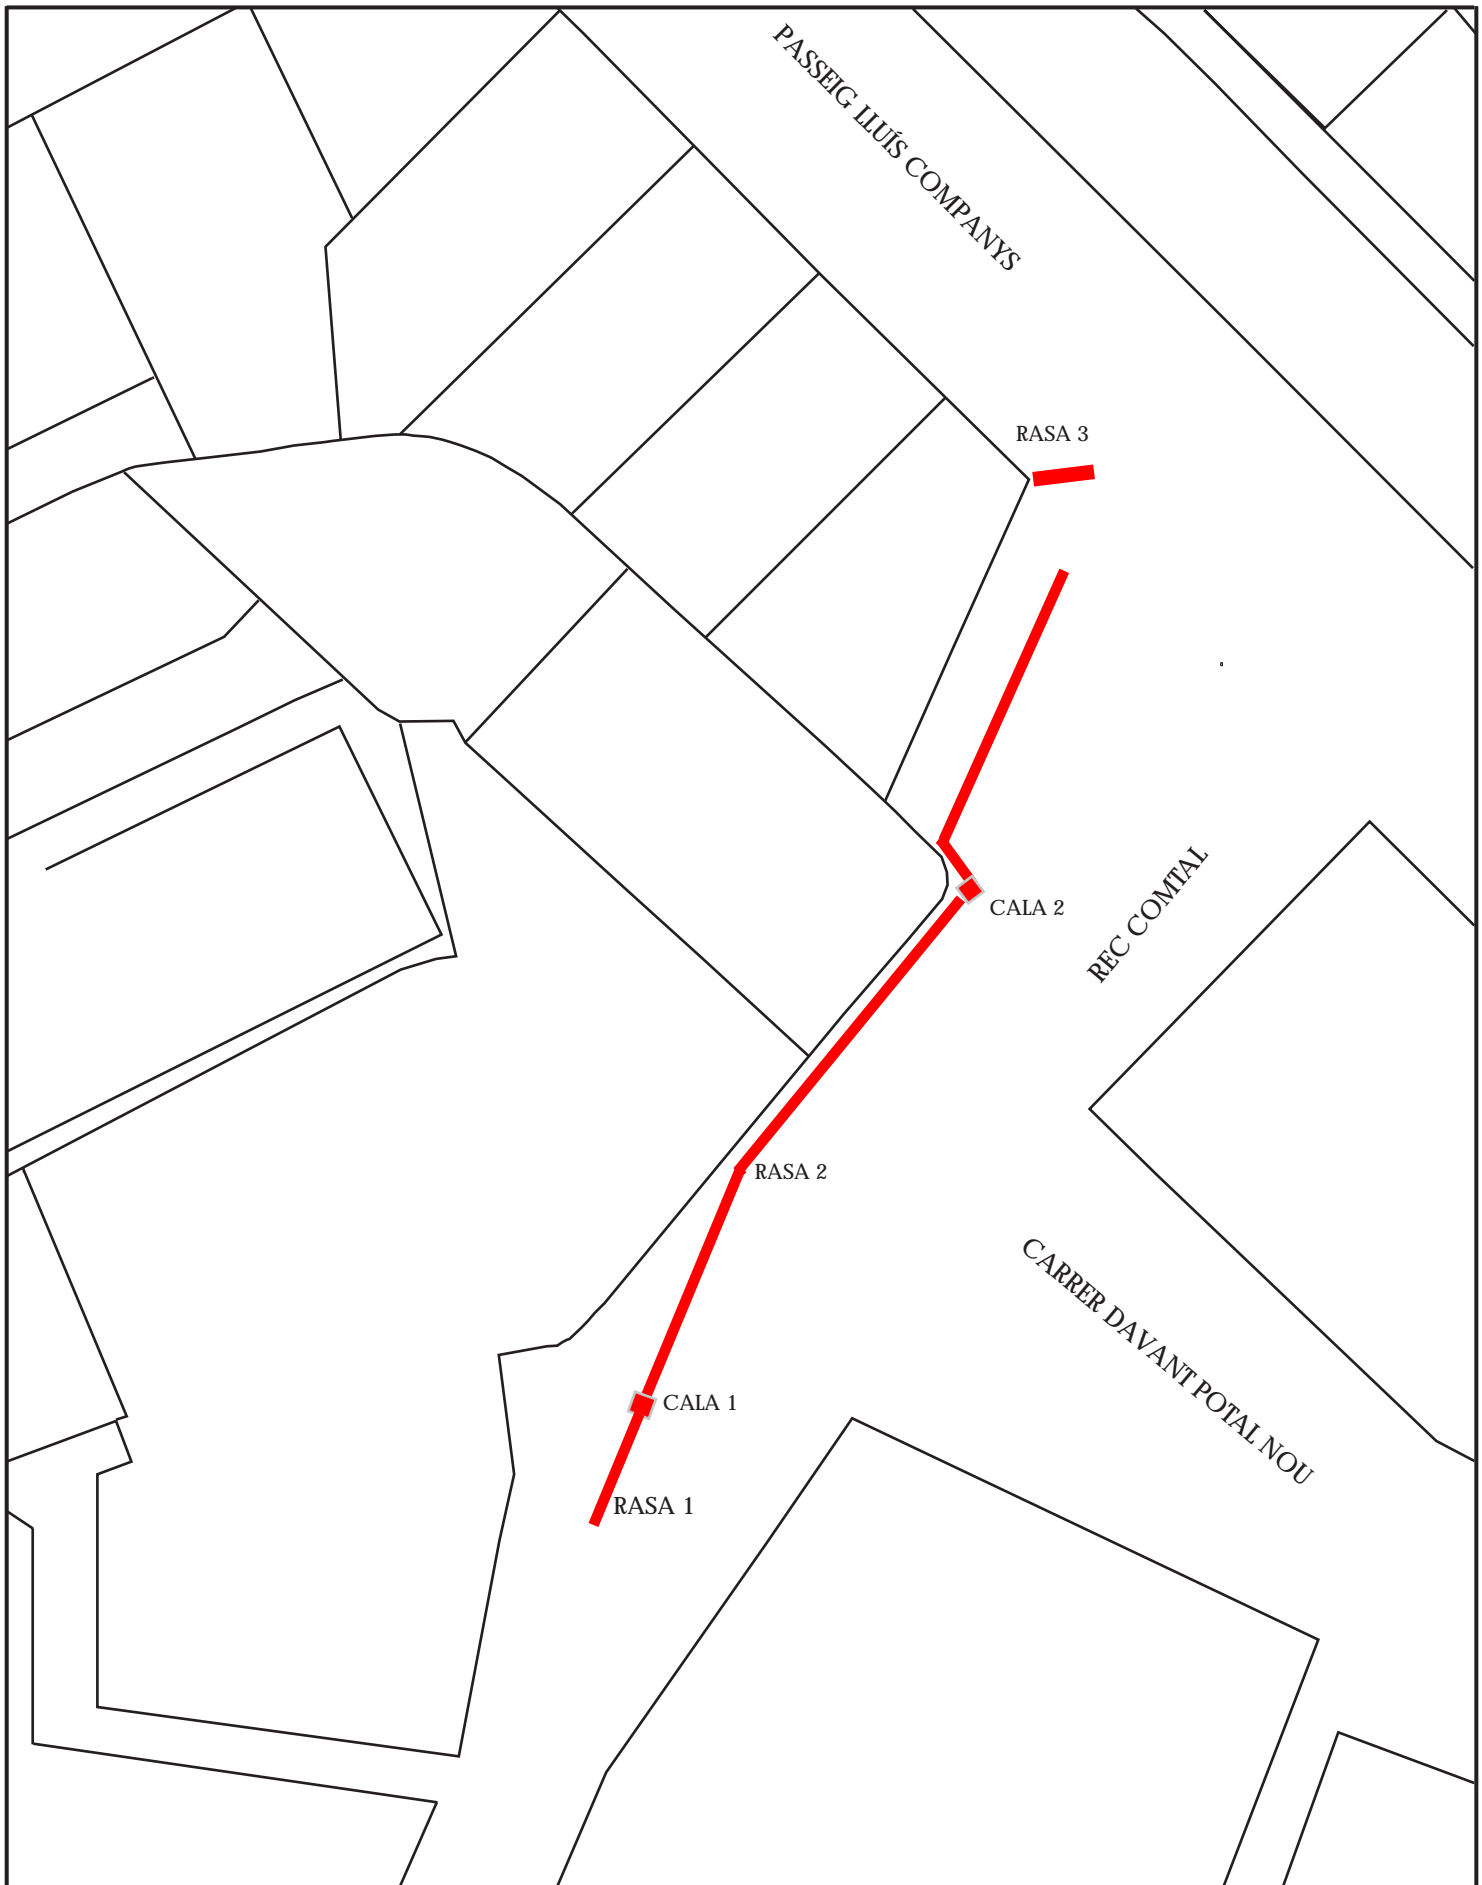 PASSEIG LLUÍS COMPANYS
RASA 3
REC COMTAL
CALA 2
RASA 2
CARRER DAVANT POTAL NOU
CALA 1
RASA 1